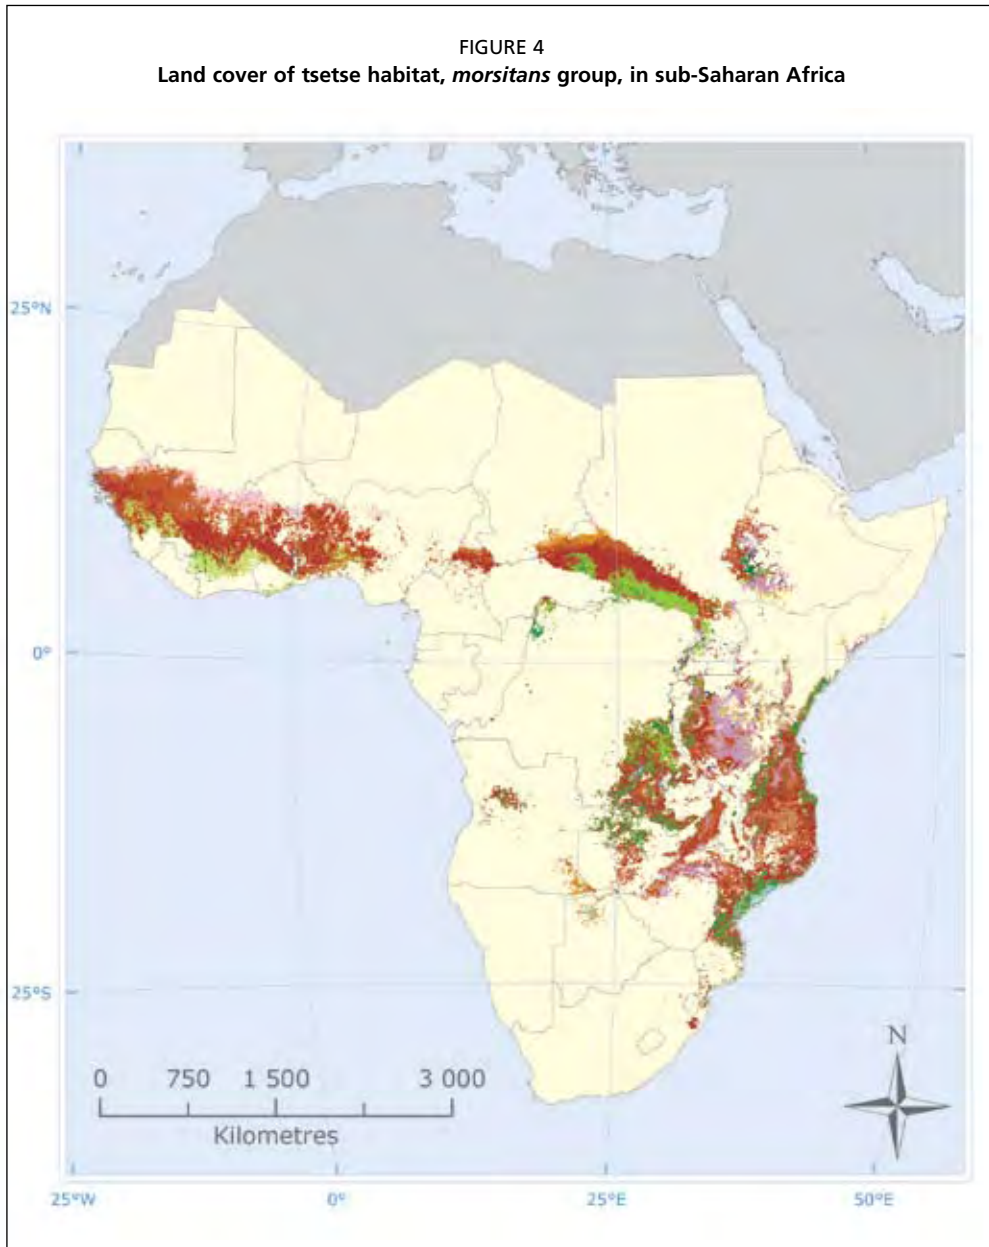 FIGURE 4
Land cover of tsetse habitat, morsitans group, in sub-Saharan Africa
25°N
0°
25°S
N
0 750 1 500 3 000
Kilometres
25°W 0° 25°E 50°E